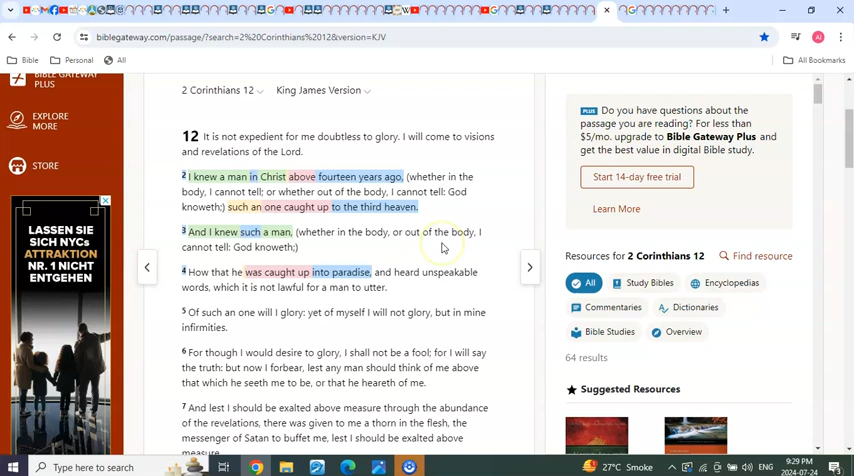 biblegateway.com/passage/?search=2%20Corinthians%2012&version=KJV
Bible
Personal
All
All Bookmarks
BIBLE GATEWAY
PLUS
EXPLORE
MORE
STORE
LASSEN SIE
SICH NYCs
ATTRAKTION
NR. 1 NICHT
ENTGEHEN
2 Corinthians 12
King James Version
12 It is not expedient for me doubtless to glory. I will come to visions
and revelations of the Lord.
2 I knew a man in Christ above fourteen years ago, (whether in the
body, I cannot tell; or whether out of the body, I cannot tell: God
knoweth;) such an one caught up to the third heaven.
3 And I knew such a man, (whether in the body, or out of the body, I
cannot tell: God knoweth;)
4 How that he was caught up into paradise, and heard unspeakable
words, which it is not lawful for a man to utter.
5 Of such an one will I glory: yet of myself I will not glory, but in mine
infirmities.
6 For though I would desire to glory, I shall not be a fool; for I will say
the truth: but now I forbear, lest any man should think of me above
that which he seeth me to be, or that he heareth of me.
7 And lest I should be exalted above measure through the abundance
of the revelations, there was given to me a thorn in the flesh, the
messenger of Satan to buffet me, lest I should be exalted above
measure.
PLUS Do you have questions about the
passage you are reading? For less than
$5/mo. upgrade to Bible Gateway Plus and
get the best value in digital Bible study.
Start 14-day free trial
Learn More
Resources for 2 Corinthians 12
Find resource
All
Study Bibles
Encyclopedias
Commentaries
Dictionaries
Bible Studies
Overview
64 results
Suggested Resources
Type here to search
27°C Smoke
ENG
9:29 PM
2024-07-24